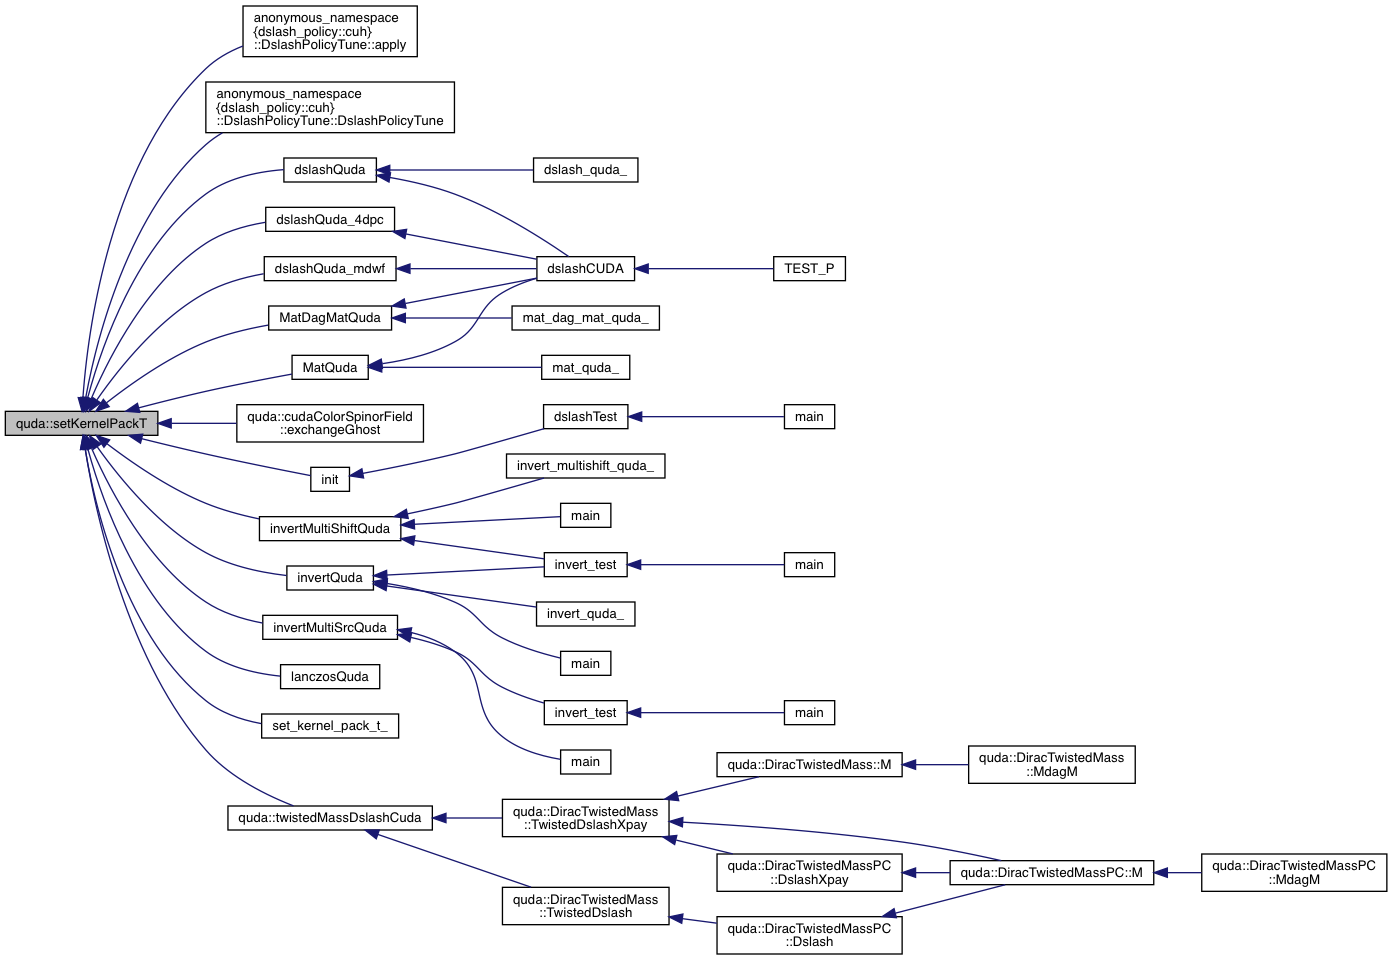 anonymous_namespace
{dslash_policy::cuh}
::DslashPolicyTune::apply
anonymous_namespace
{dslash_policy::cuh}
::DslashPolicyTune::DslashPolicyTune
dslashQuda
dslash_quda_
dslashQuda_4dpc
dslashQuda_mdwf
dslashCUDA
TEST_P
MatDagMatQuda
mat_dag_mat_quda_
MatQuda
mat_quda_
quda::setKernelPackT
quda::cudaColorSpinorField
::exchangeGhost
dslashTest
main
init
invert_multishift_quda_
invertMultiShiftQuda
main
invert_test
main
invertQuda
invert_quda_
invertMultiSrcQuda
main
lanczosQuda
invert_test
main
set_kernel_pack_t_
main
quda::DiracTwistedMass::M
quda::DiracTwistedMass
::MdagM
quda::twistedMassDslashCuda
quda::DiracTwistedMass
::TwistedDslashXpay
quda::DiracTwistedMassPC
::DslashXpay
quda::DiracTwistedMassPC::M
quda::DiracTwistedMassPC
::MdagM
quda::DiracTwistedMass
::TwistedDslash
quda::DiracTwistedMassPC
::Dslash